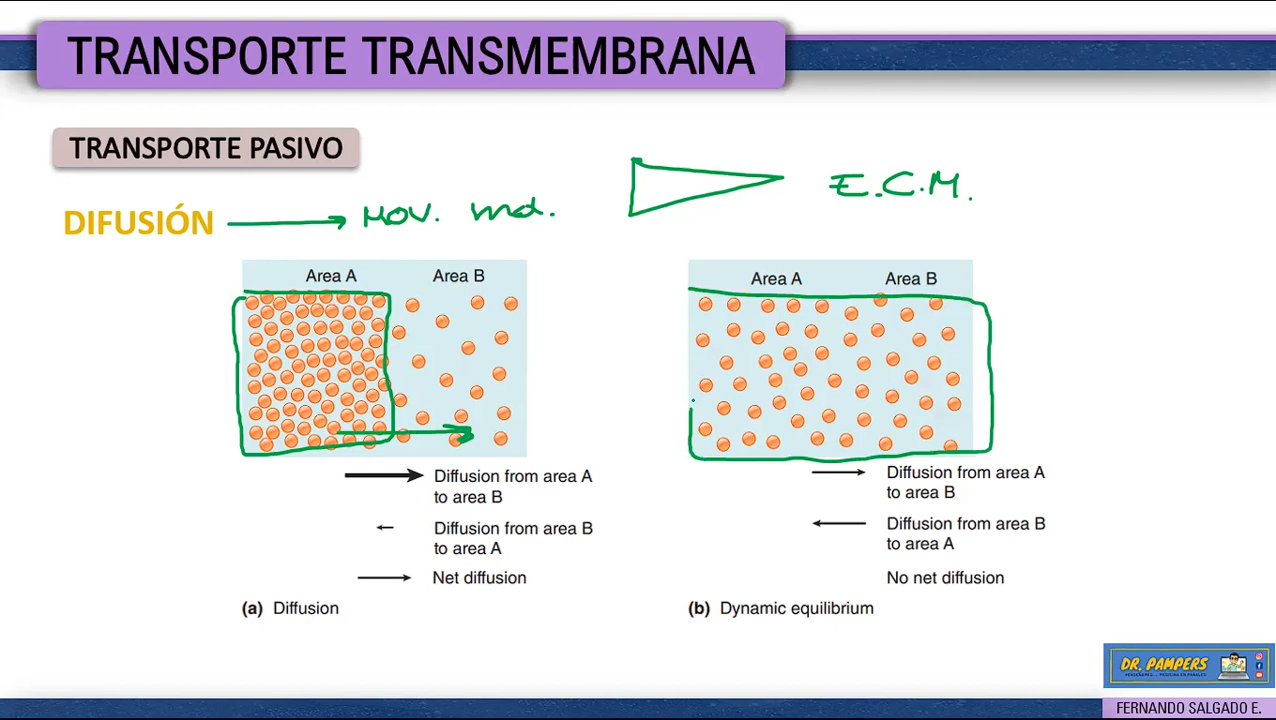 TRANSPORTE TRANSMEMBRANA
TRANSPORTE PASIVO
E.C.M.
DIFUSIÓN → MOV. mol.
Area A Area B
Area A Area B
Diffusion from area A
to area B
Diffusion from area B
to area A
Net diffusion
(a) Diffusion
Diffusion from area A
to area B
Diffusion from area B
to area A
No net diffusion
(b) Dynamic equilibrium
DR. PAMPERS
FERNANDO SALGADO E.